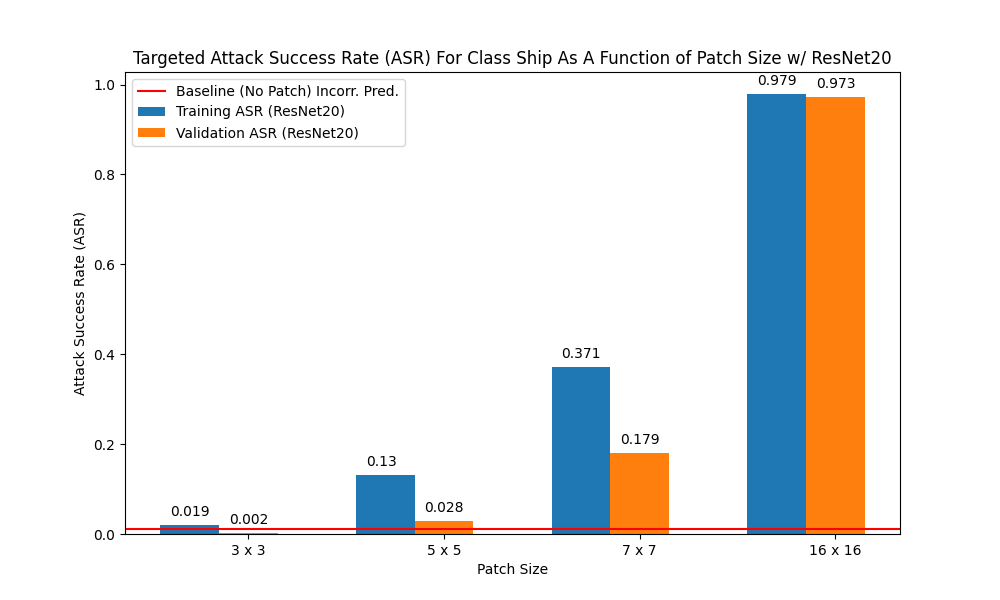 Targeted Attack Success Rate (ASR) For Class Ship As A Function of Patch Size w/ ResNet20
Baseline (No Patch) Incorr. Pred.
Training ASR (ResNet20)
Validation ASR (ResNet20)
Attack Success Rate (ASR)
1.0
0.8
0.6
0.4
0.2
0.0
0.019
0.002
0.13
0.028
0.371
0.179
0.979
0.973
3 x 3
5 x 5
7 x 7
16 x 16
Patch Size